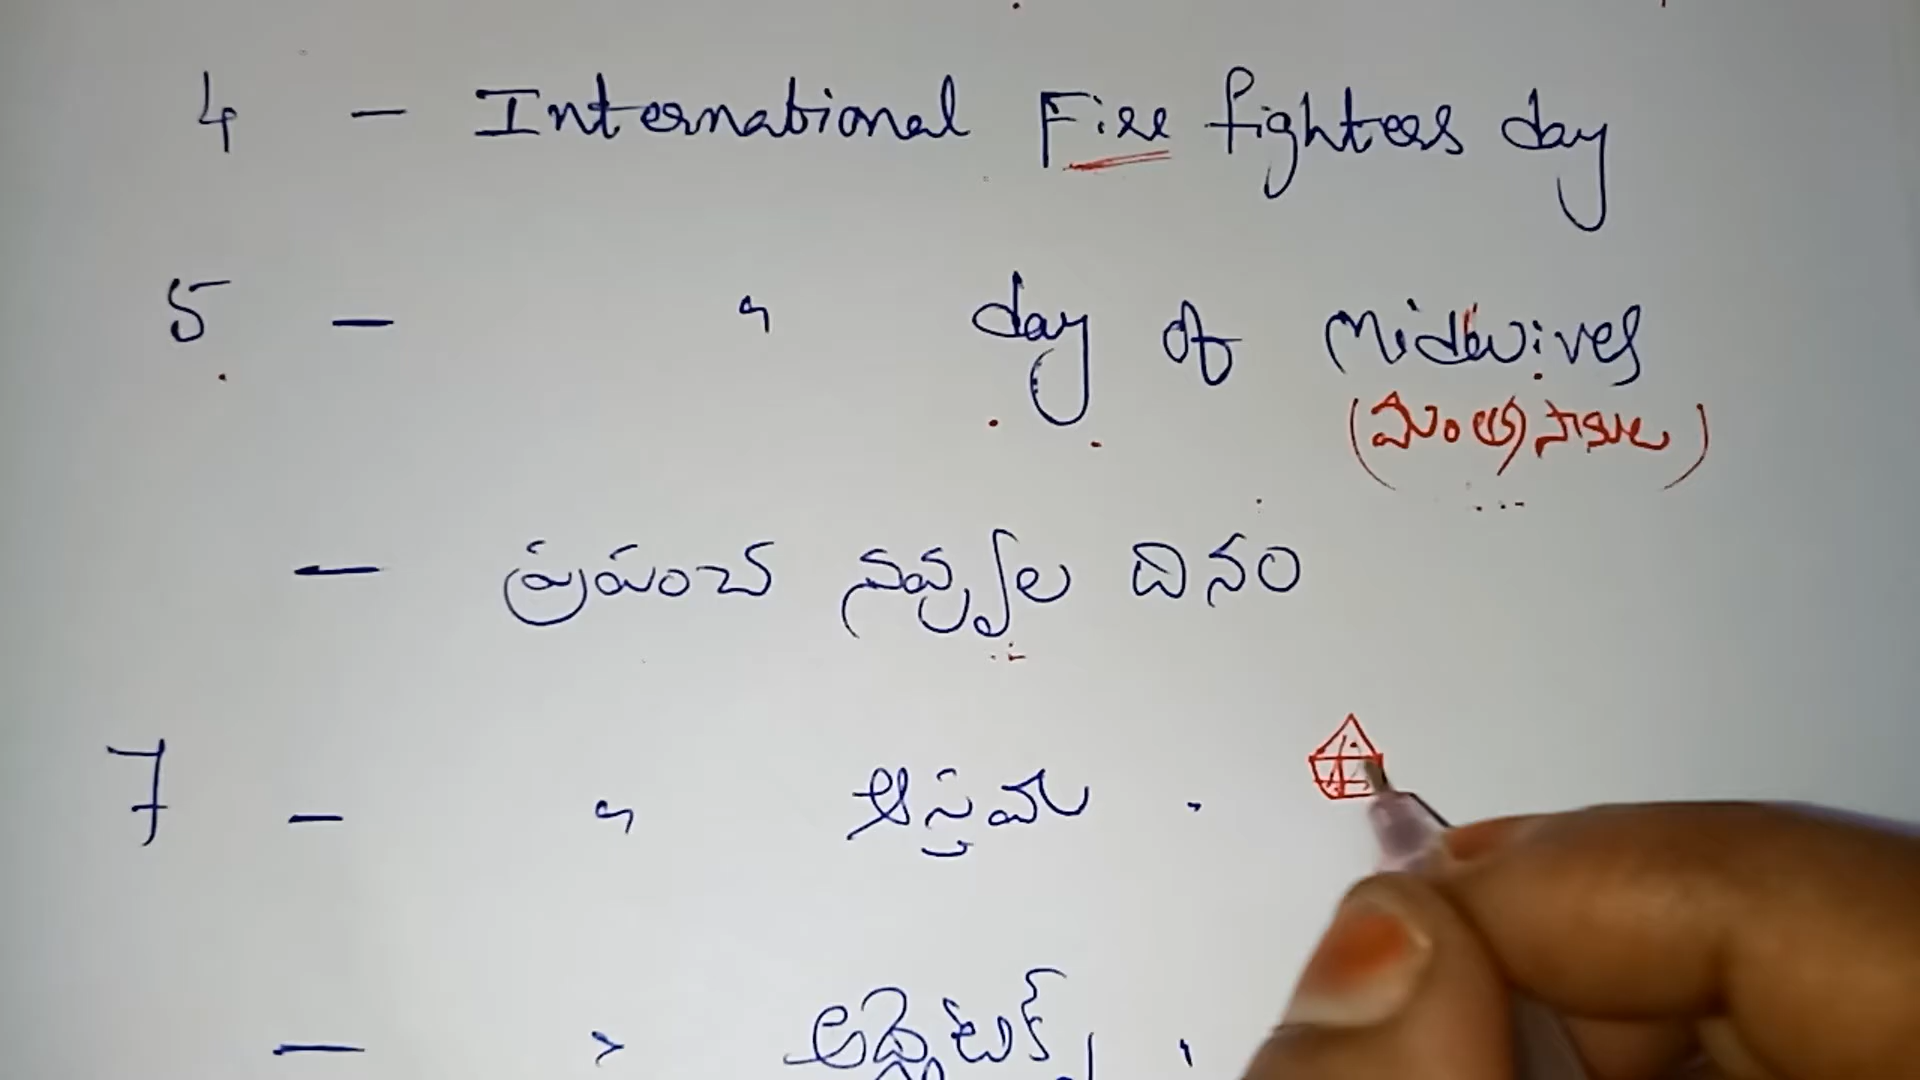 4 - International Fire fighters day
5 - " day of Midwives
(మంత్రసానుల)
- ప్రపంచ నవ్వుల దినం
7 - " ఆస్తమా "
- " అథ్లెటిక్స్ "